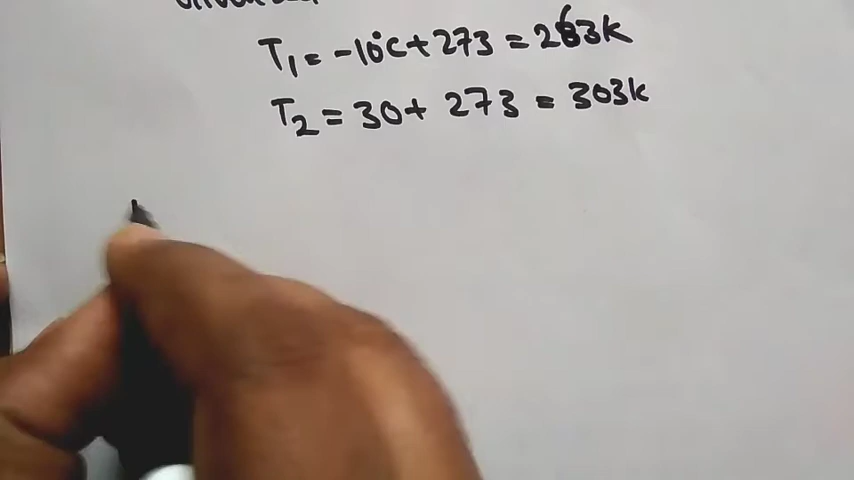 T₁ = -10°C + 273 = 263K
T₂ = 30 + 273 = 303K